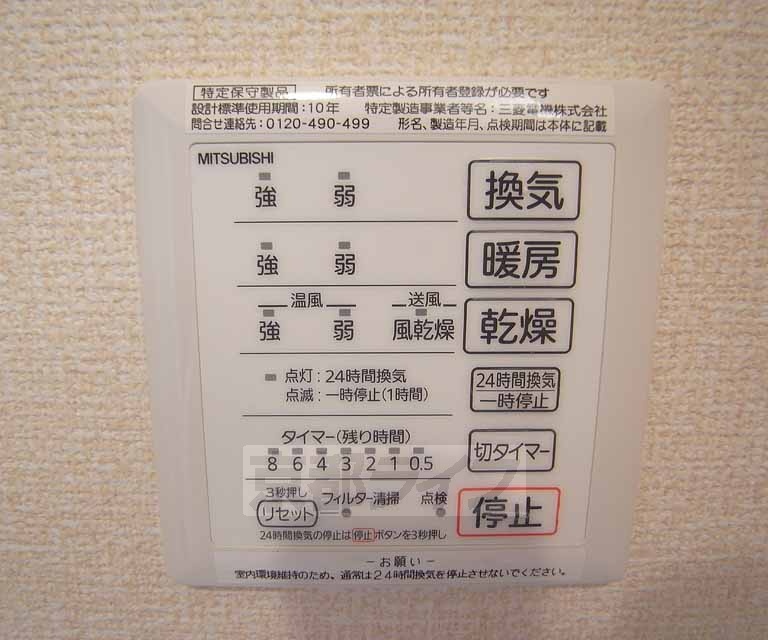 特定保守製品 所有者票による所有者登録が必要です
設計標準使用期間：10年 特定製造事業者等名：三菱電機株式会社
問合せ連絡先：0120-490-499 形名、製造年月、点検期間は本体に記載
MITSUBISHI
強 弱 換気
強 弱 暖房
温風 送風
強 弱 風乾燥 乾燥
点灯：24時間換気
点滅：一時停止(1時間)
24時間換気
一時停止
タイマー(残り時間)
8 6 4 3 2 1 0.5
切タイマー
3秒押し
リセット フィルター清掃 点検
停止
24時間換気の停止は停止ボタンを3秒押し
－お願い－
室内環境維持のため、通常は24時間換気を停止させないでください。
京都ライフ